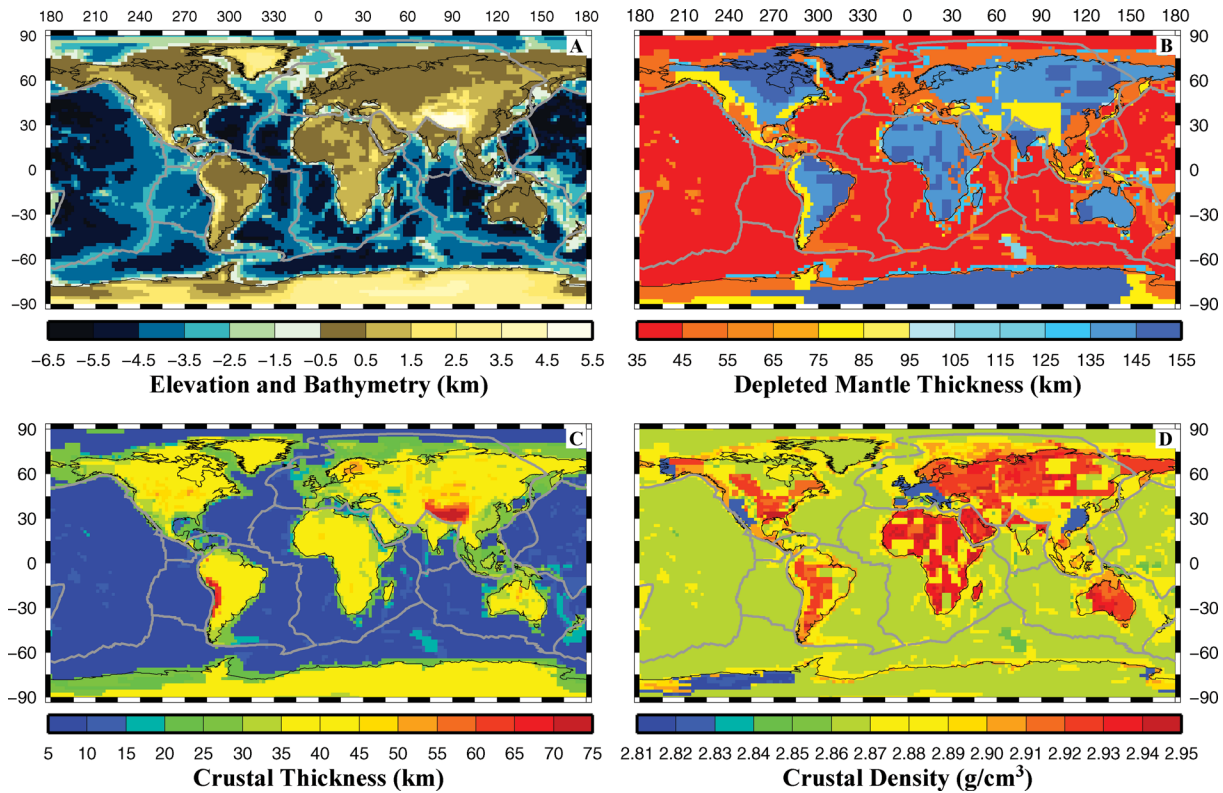 180 210 240 270 300 330 0 30 60 90 120 150 180
180 210 240 270 300 330 0 30 60 90 120 150 180
90
60
30
0
−30
−60
−90
A
B
−6.5 −5.5 −4.5 −3.5 −2.5 −1.5 −0.5 0.5 1.5 2.5 3.5 4.5 5.5
Elevation and Bathymetry (km)
35 45 55 65 75 85 95 105 115 125 135 145 155
Depleted Mantle Thickness (km)
90
60
30
0
−30
−60
−90
C
90
60
30
0
−30
−60
−90
D
5 10 15 20 25 30 35 40 45 50 55 60 65 70 75
Crustal Thickness (km)
2.81 2.82 2.83 2.84 2.85 2.86 2.87 2.88 2.89 2.90 2.91 2.92 2.93 2.94 2.95
Crustal Density (g/cm³)